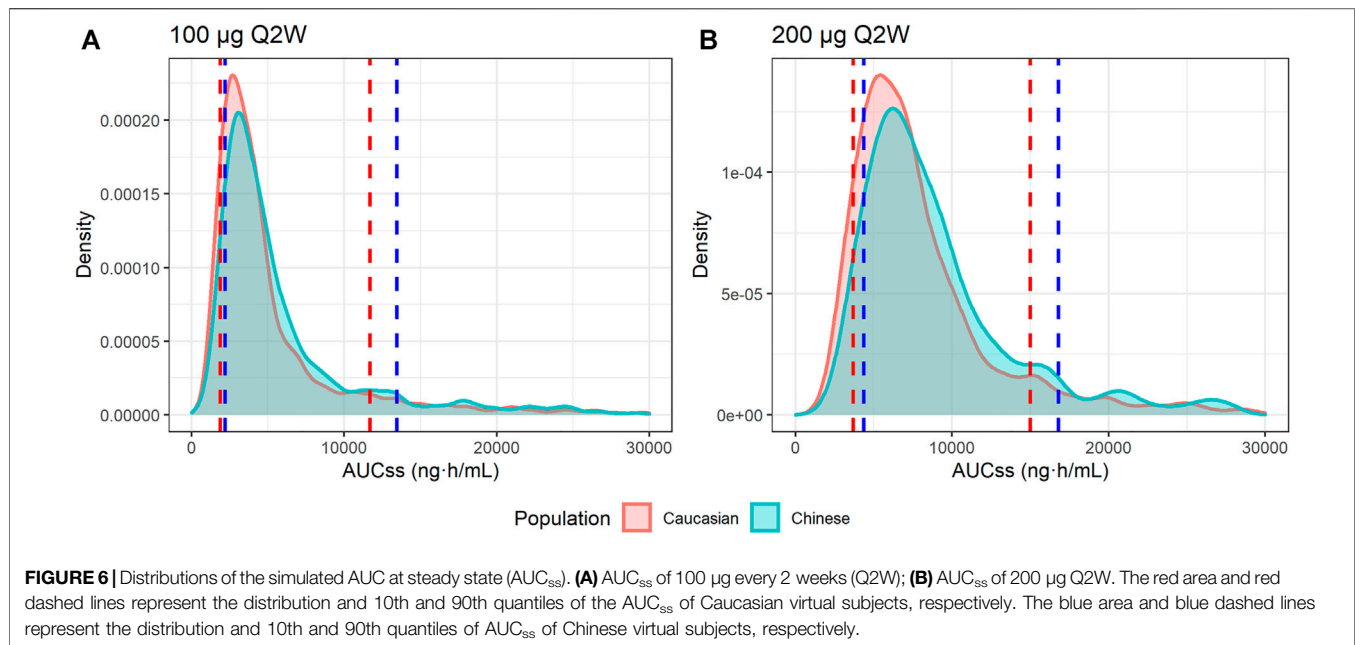 A
100 µg Q2W
0.00020
0.00015
0.00010
0.00005
0.00000
Density
0
10000
20000
30000
AUCss (ng·h/mL)
B
200 µg Q2W
1e-04
5e-05
0e+00
Density
0
10000
20000
30000
AUCss (ng·h/mL)
Population Caucasian Chinese
FIGURE 6 | Distributions of the simulated AUC at steady state (AUCss). (A) AUCss of 100 µg every 2 weeks (Q2W); (B) AUCss of 200 µg Q2W. The red area and red
dashed lines represent the distribution and 10th and 90th quantiles of the AUCss of Caucasian virtual subjects, respectively. The blue area and blue dashed lines
represent the distribution and 10th and 90th quantiles of AUCss of Chinese virtual subjects, respectively.